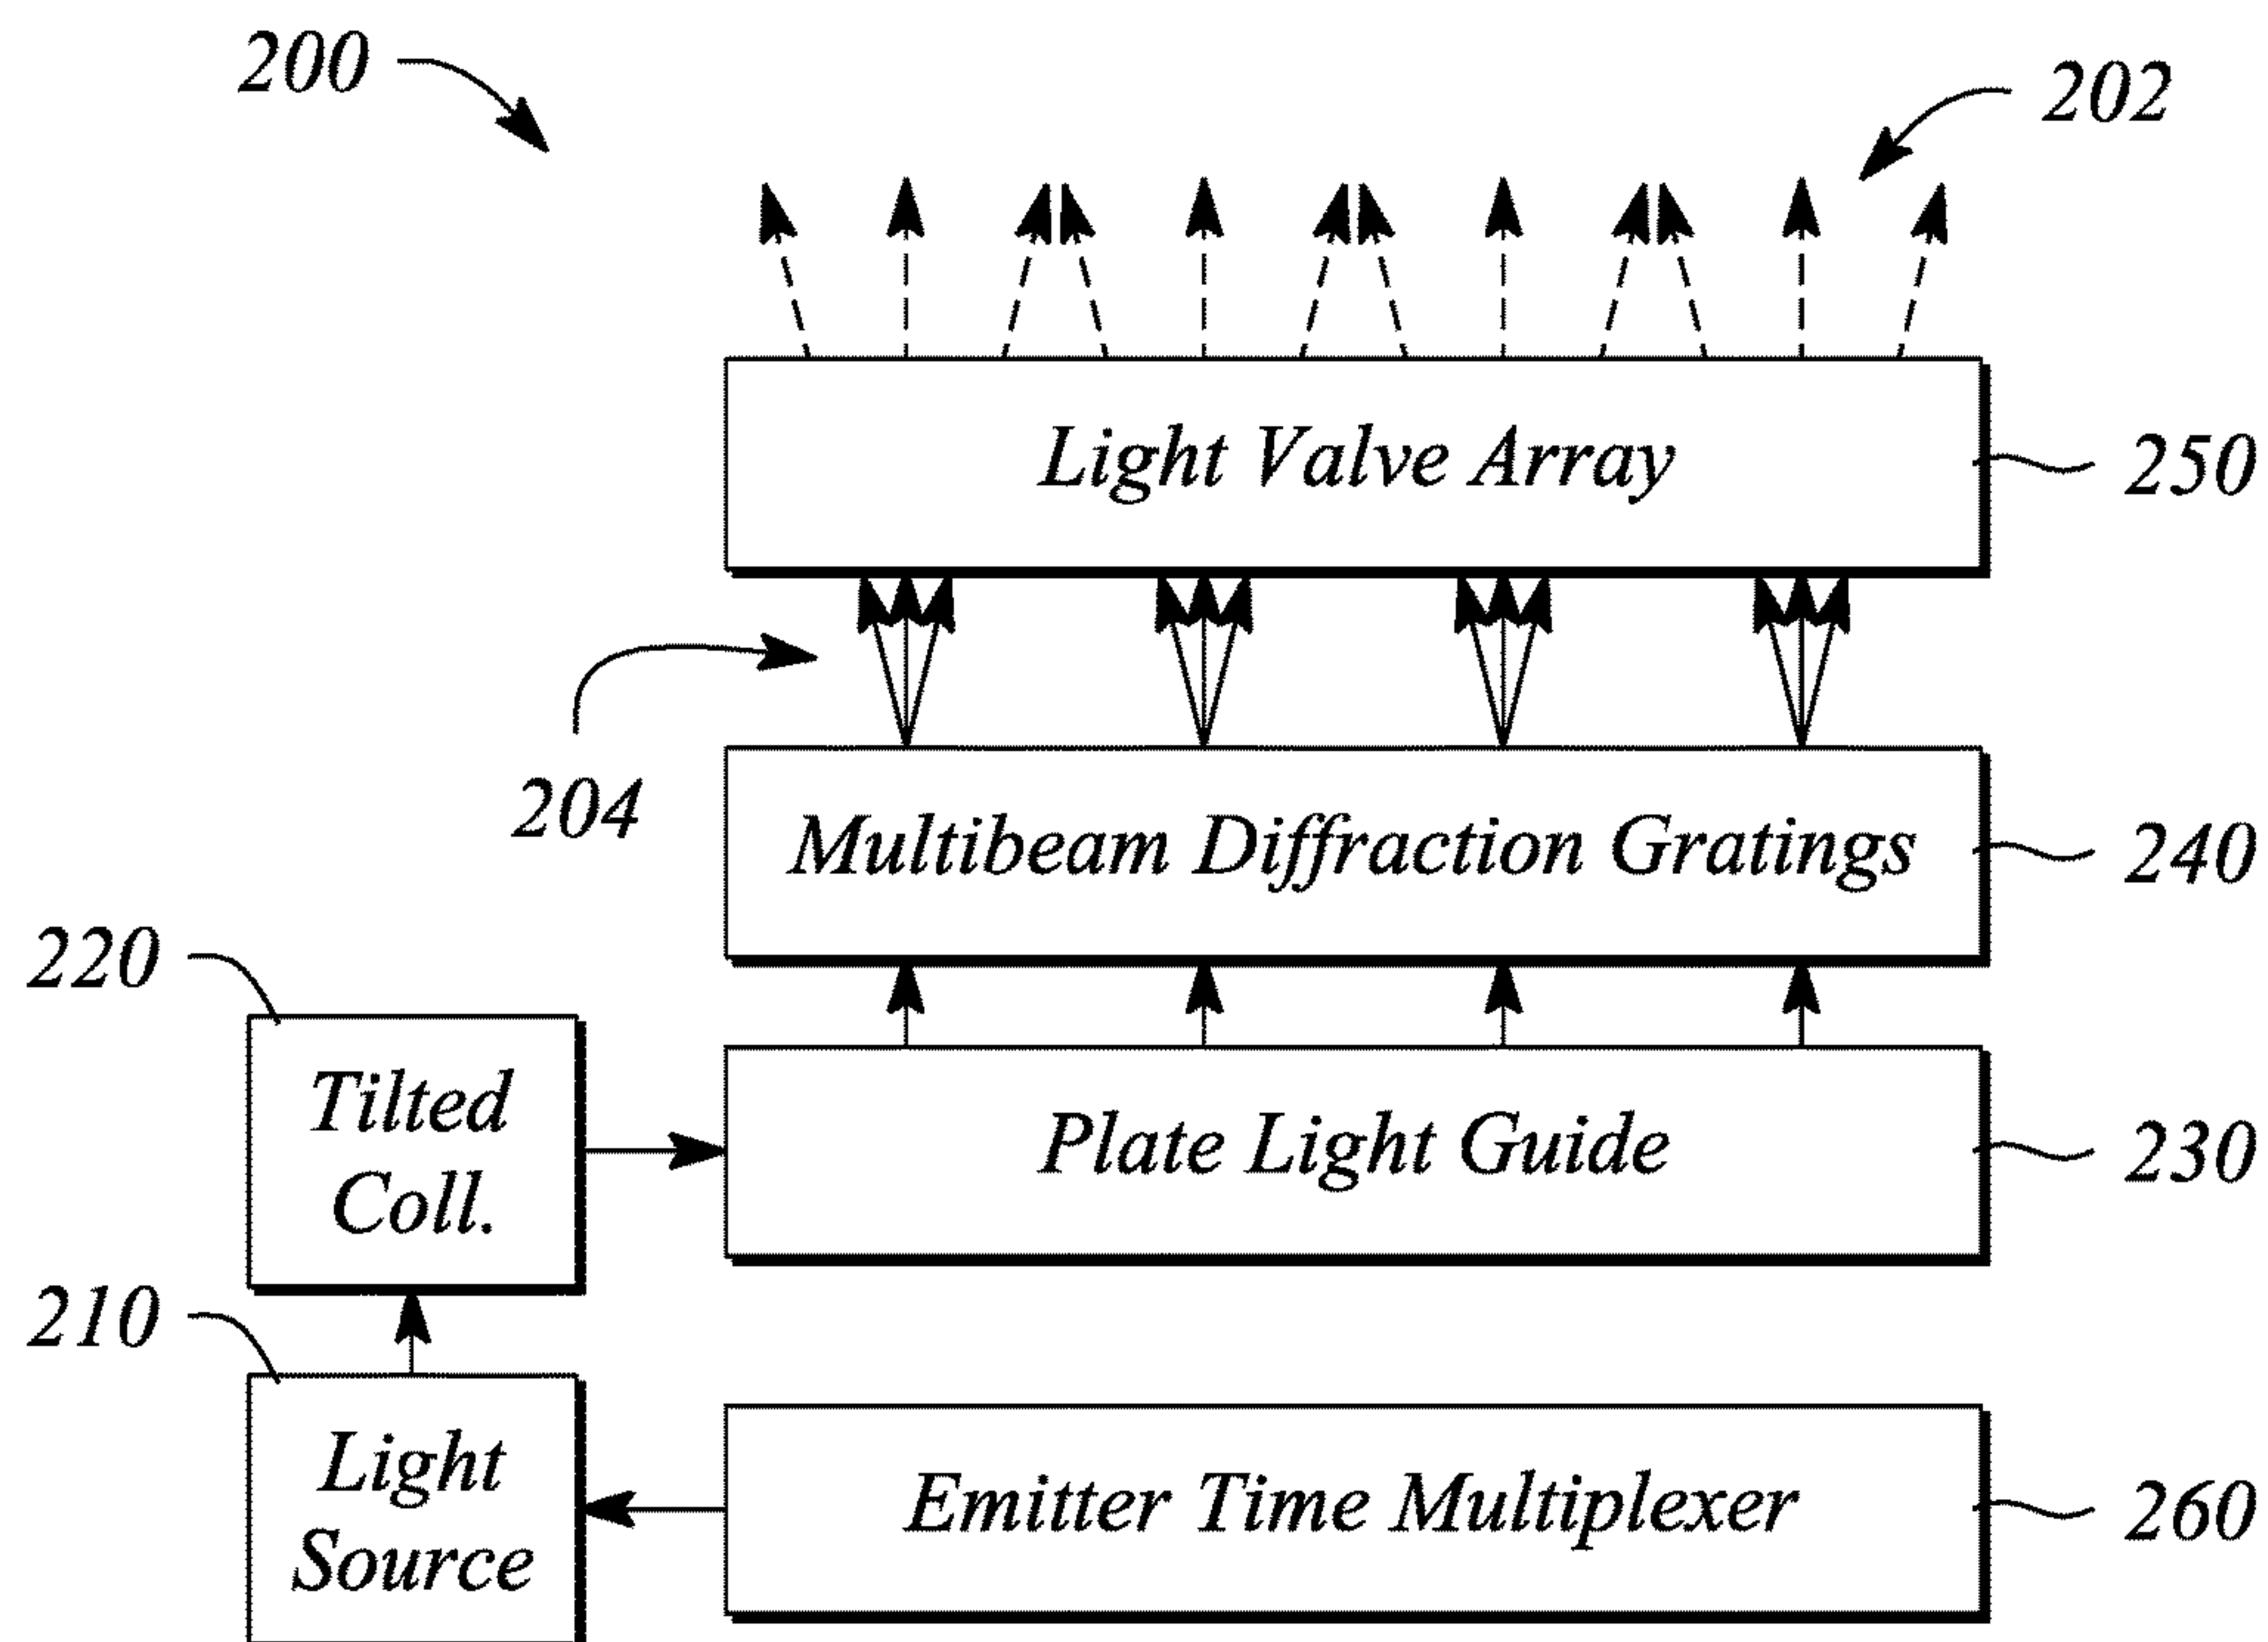 200
202
Light Valve Array
250
204
Multibeam Diffraction Gratings
240
220
Tilted
Coll.
Plate Light Guide
230
210
Light
Source
Emitter Time Multiplexer
260